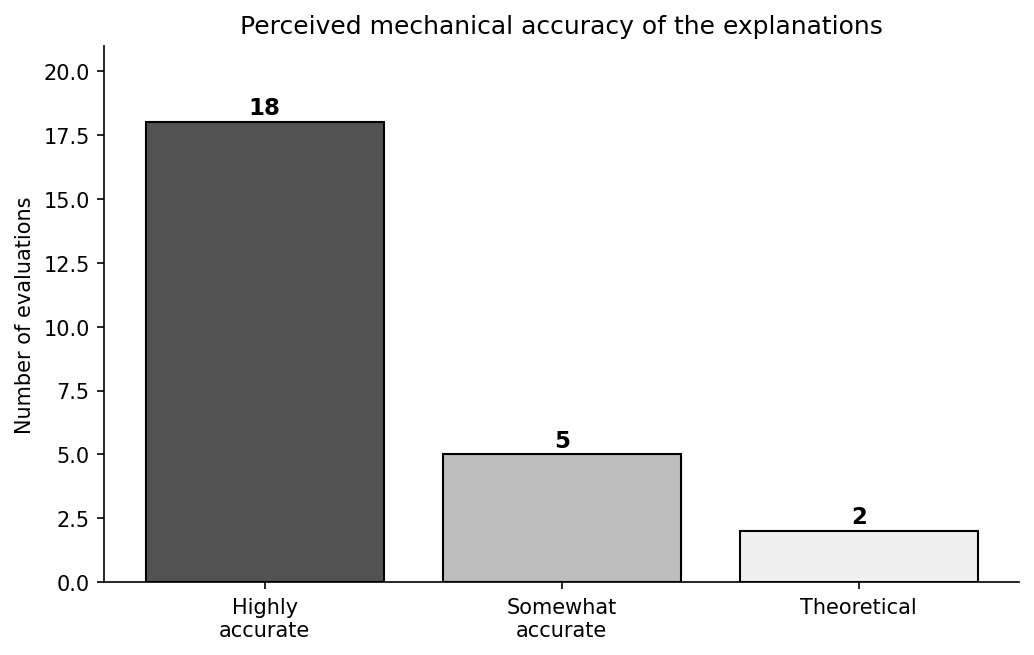 Perceived mechanical accuracy of the explanations
Number of evaluations
20.0
17.5
15.0
12.5
10.0
7.5
5.0
2.5
0.0
18
5
2
Highly
accurate
Somewhat
accurate
Theoretical